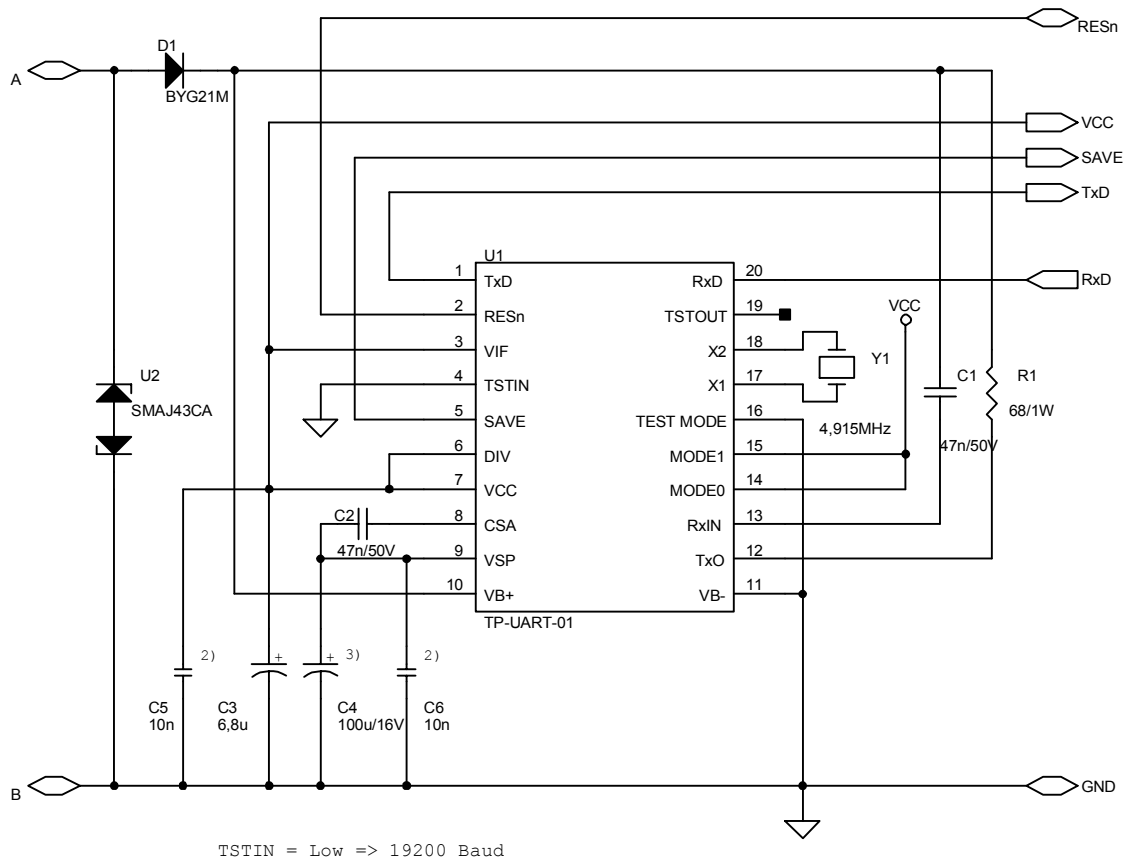 RESn
D1
A
BYG21M
VCC
SAVE
TxD
U1
1 TxD RxD 20
RxD
2 RESn TSTOUT 19
VCC
3 VIF X2 18
Y1
4 TSTIN X1 17
U2
C1
R1
SMAJ43CA
68/1W
5 SAVE TEST MODE 16
4,915MHz
47n/50V
6 DIV MODE1 15
7 VCC MODE0 14
C2
8 CSA RxIN 13
47n/50V
9 VSP TxO 12
10 VB+ VB- 11
TP-UART-01
2) + + 3) 2)
C5 C3 C4 C6
10n 6,8u 100u/16V 10n
B
GND
TSTIN = Low => 19200 Baud